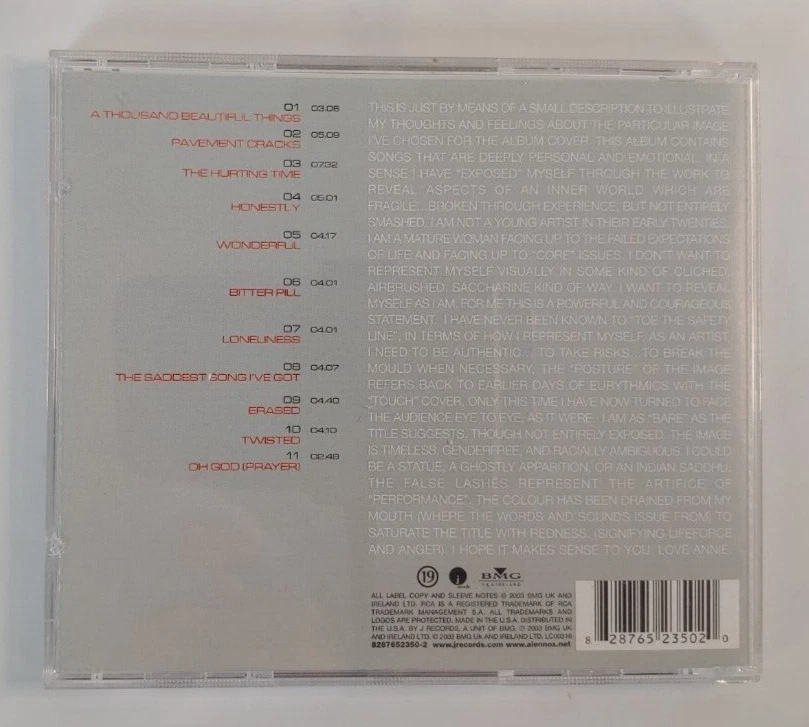 01 03.06
A THOUSAND BEAUTIFUL THINGS
02 05.09
PAVEMENT CRACKS
03 07.32
THE HURTING TIME
04 05.01
HONESTLY
05 04.17
WONDERFUL
06 04.01
BITTER PILL
07 04.01
LONELINESS
08 04.07
THE SADDEST SONG I'VE GOT
09 04.40
ERASED
10 04.10
TWISTED
11 02.48
OH GOD (PRAYER)
THIS IS JUST BY MEANS OF A SMALL DESCRIPTION TO ILLUSTRATE
MY THOUGHTS AND FEELINGS ABOUT THE PARTICULAR IMAGE
I'VE CHOSEN FOR THE ALBUM COVER. THIS ALBUM CONTAINS
SONGS THAT ARE DEEPLY PERSONAL AND EMOTIONAL. IN A
SENSE I HAVE "EXPOSED" MYSELF THROUGH THE WORK TO
REVEAL ASPECTS OF AN INNER WORLD WHICH ARE
FRAGILE...BROKEN THROUGH EXPERIENCE, BUT NOT ENTIRELY
SMASHED. I AM NOT A YOUNG ARTIST IN THEIR EARLY TWENTIES.
I AM A MATURE WOMAN FACING UP TO THE FAILED EXPECTATIONS
OF LIFE AND FACING UP TO "CORE" ISSUES. I DON'T WANT TO
REPRESENT MYSELF VISUALLY IN SOME KIND OF CLICHED,
AIRBRUSHED, SACCHARINE KIND OF WAY. I WANT TO REVEAL
MYSELF AS I AM. FOR ME THIS IS A POWERFUL AND COURAGEOUS
STATEMENT. I HAVE NEVER BEEN KNOWN TO "TOE THE SAFETY
LINE", IN TERMS OF HOW I REPRESENT MYSELF. AS AN ARTIST
I NEED TO BE AUTHENTIC...TO TAKE RISKS...TO BREAK THE
MOULD WHEN NECESSARY. THE "POSTURE" OF THE IMAGE
REFERS BACK TO EARLIER DAYS OF EURYTHMICS WITH THE
"TOUCH" COVER, ONLY THIS TIME I HAVE NOW TURNED TO FACE
THE AUDIENCE EYE TO EYE, AS IT WERE. I AM AS "BARE" AS THE
TITLE SUGGESTS, THOUGH NOT ENTIRELY EXPOSED. THE IMAGE
IS TIMELESS, GENDERFREE, AND RACIALLY AMBIGUOUS. I COULD
BE A STATUE, A GHOSTLY APPARITION, OR AN INDIAN SADDHU.
THE FALSE LASHES REPRESENT THE ARTIFICE OF
"PERFORMANCE". THE COLOUR HAS BEEN DRAINED FROM MY
MOUTH (WHERE THE WORDS AND SOUNDS ISSUE FROM) TO
SATURATE THE TITLE WITH REDNESS. (SIGNIFYING LIFEFORCE
AND ANGER). I HOPE IT MAKES SENSE TO YOU. LOVE ANNIE.
19 BMG
UK & IRELAND
ALL LABEL COPY AND SLEEVE NOTES ℗ 2003 BMG UK AND
IRELAND LTD. RCA IS A REGISTERED TRADEMARK OF RCA
TRADEMARK MANAGEMENT S.A. ALL TRADEMARKS AND
LOGOS ARE PROTECTED. MADE IN THE U.S.A. DISTRIBUTED IN
THE U.S.A. BY J RECORDS, A UNIT OF BMG. ℗ 2003 BMG UK
AND IRELAND LTD. © 2003 BMG UK AND IRELAND LTD. LC00316
8287652350-2 www.jrecords.com www.alennox.net
8 28765 23502 0